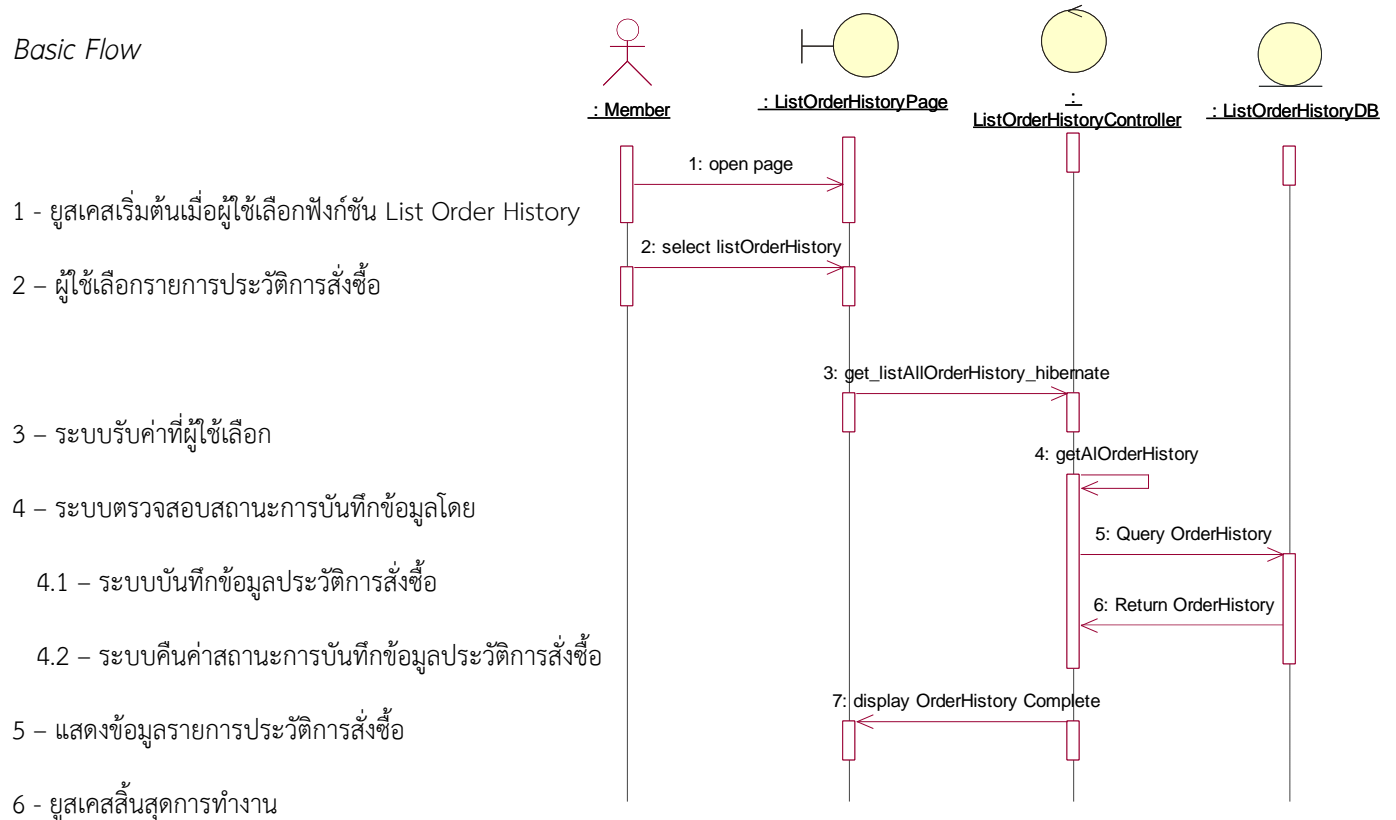 Basic Flow
: Member
: ListOrderHistoryPage
:
ListOrderHistoryController
: ListOrderHistoryDB
1: open page
1 - ยูสเคสเริ่มต้นเมื่อผู้ใช้เลือกฟังก์ชัน List Order History
2: select listOrderHistory
2 – ผู้ใช้เลือกรายการประวัติการสั่งซื้อ
3: get_listAllOrderHistory_hibernate
3 – ระบบรับค่าที่ผู้ใช้เลือก
4: getAlOrderHistory
4 – ระบบตรวจสอบสถานะการบันทึกข้อมูลโดย
5: Query OrderHistory
4.1 – ระบบบันทึกข้อมูลประวัติการสั่งซื้อ
6: Return OrderHistory
4.2 – ระบบคืนค่าสถานะการบันทึกข้อมูลประวัติการสั่งซื้อ
7: display OrderHistory Complete
5 – แสดงข้อมูลรายการประวัติการสั่งซื้อ
6 - ยูสเคสสิ้นสุดการทำงาน